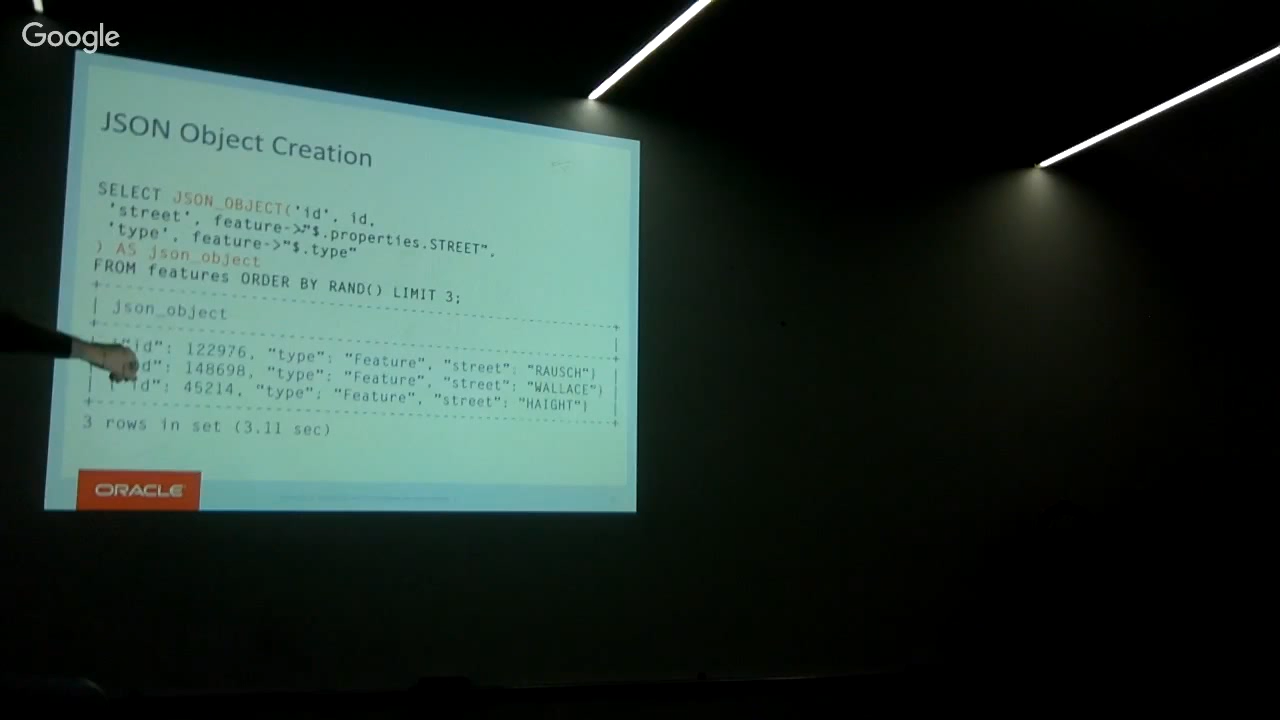 Google
JSON Object Creation
SELECT JSON_OBJECT('id', id,
'street', feature->"$.properties.STREET",
'type', feature->"$.type"
) AS json_object
FROM features ORDER BY RAND() LIMIT 3;
+-----------------------------------------------------------+
| json_object |
+-----------------------------------------------------------+
"id": 122976, "type": "Feature", "street": "RAUSCH"} |
d": 148698, "type": "Feature", "street": "WALLACE"} |
| {"id": 45214, "type": "Feature", "street": "HAIGHT"} |
+-----------------------------------------------------------+
3 rows in set (3.11 sec)
ORACLE